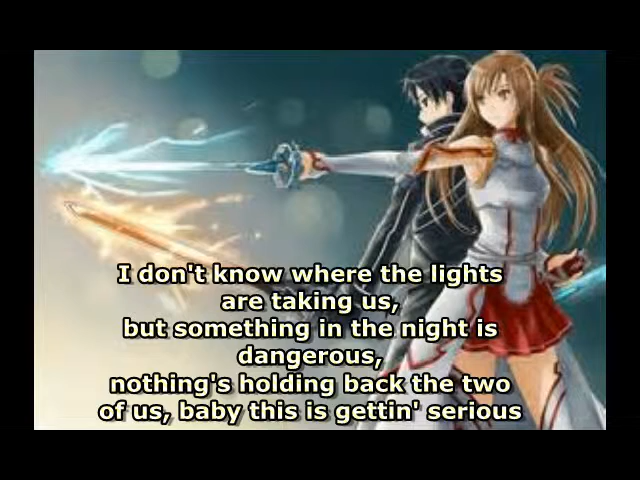 I don't know where the lights
are taking us,
but something in the night is
dangerous,
nothing's holding back the two
of us, baby this is gettin' serious